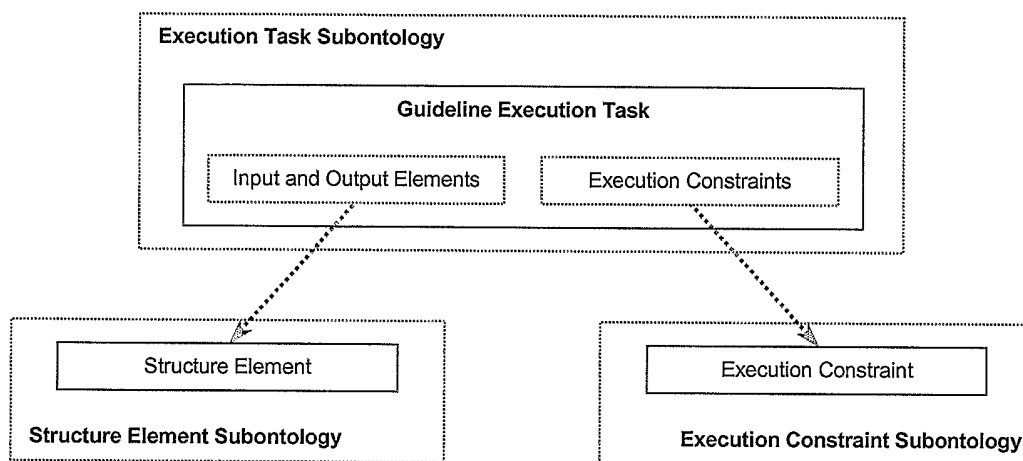 Execution Task Subontology
Guideline Execution Task
Input and Output Elements
Execution Constraints
Structure Element
Execution Constraint
Structure Element Subontology
Execution Constraint Subontology